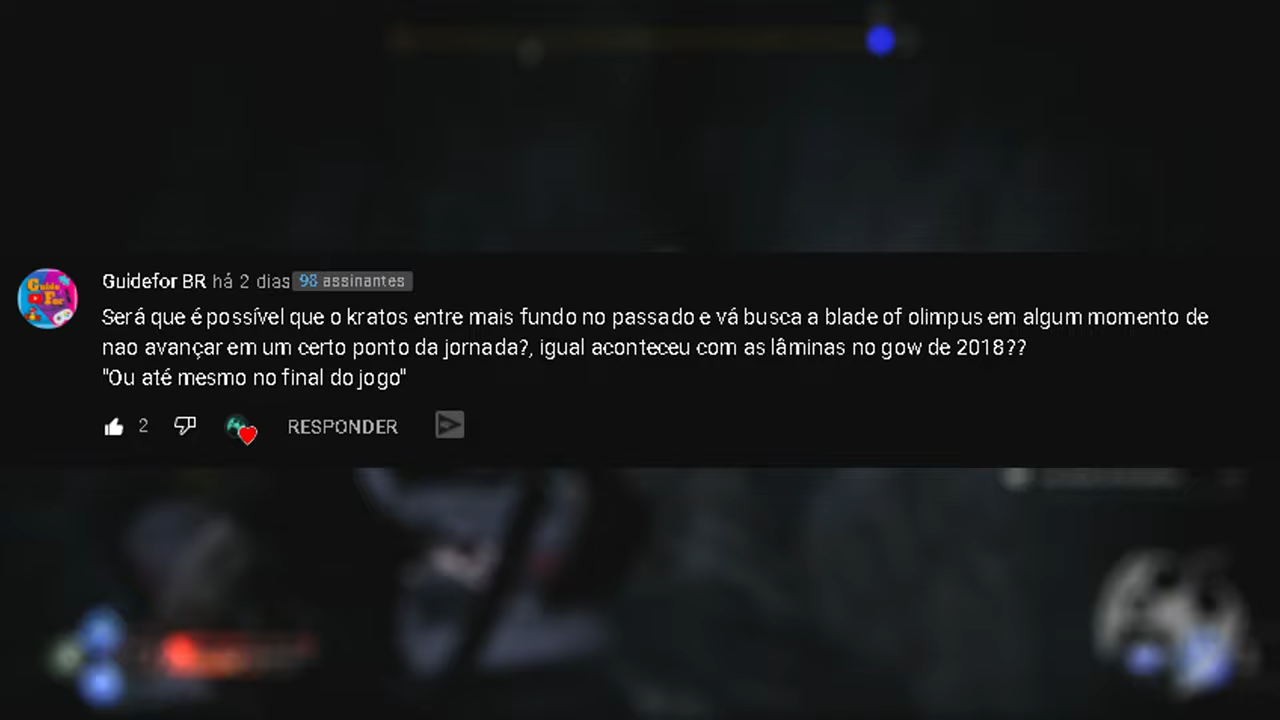 Guidefor BR há 2 dias 98 assinantes
Será que é possível que o kratos entre mais fundo no passado e vá busca a blade of olimpus em algum momento de
nao avançar em um certo ponto da jornada?, igual aconteceu com as lâminas no gow de 2018??
"Ou até mesmo no final do jogo"
2 RESPONDER